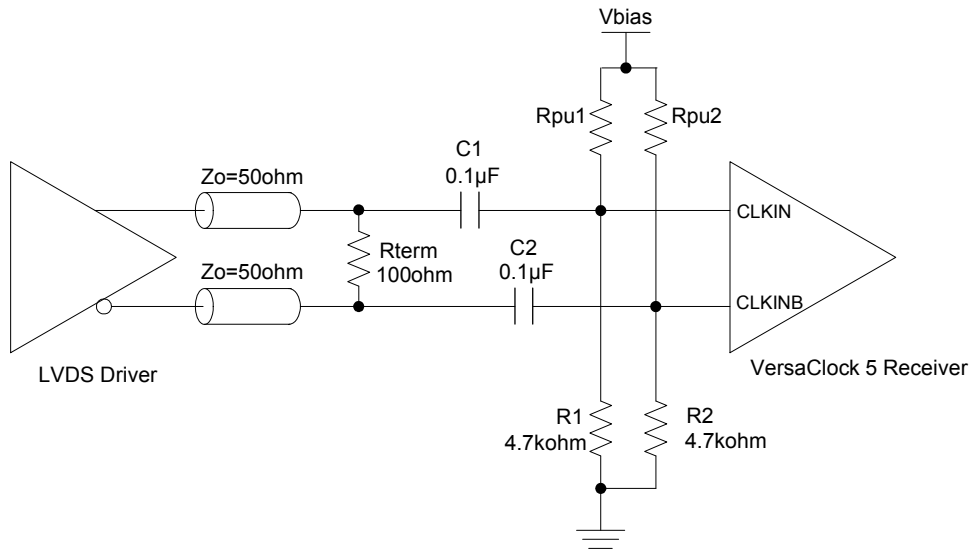 Vbias
Rpu1
Rpu2
C1
0.1µF
Zo=50ohm
CLKIN
Rterm
100ohm
C2
0.1µF
Zo=50ohm
CLKINB
LVDS Driver
VersaClock 5 Receiver
R1
4.7kohm
R2
4.7kohm